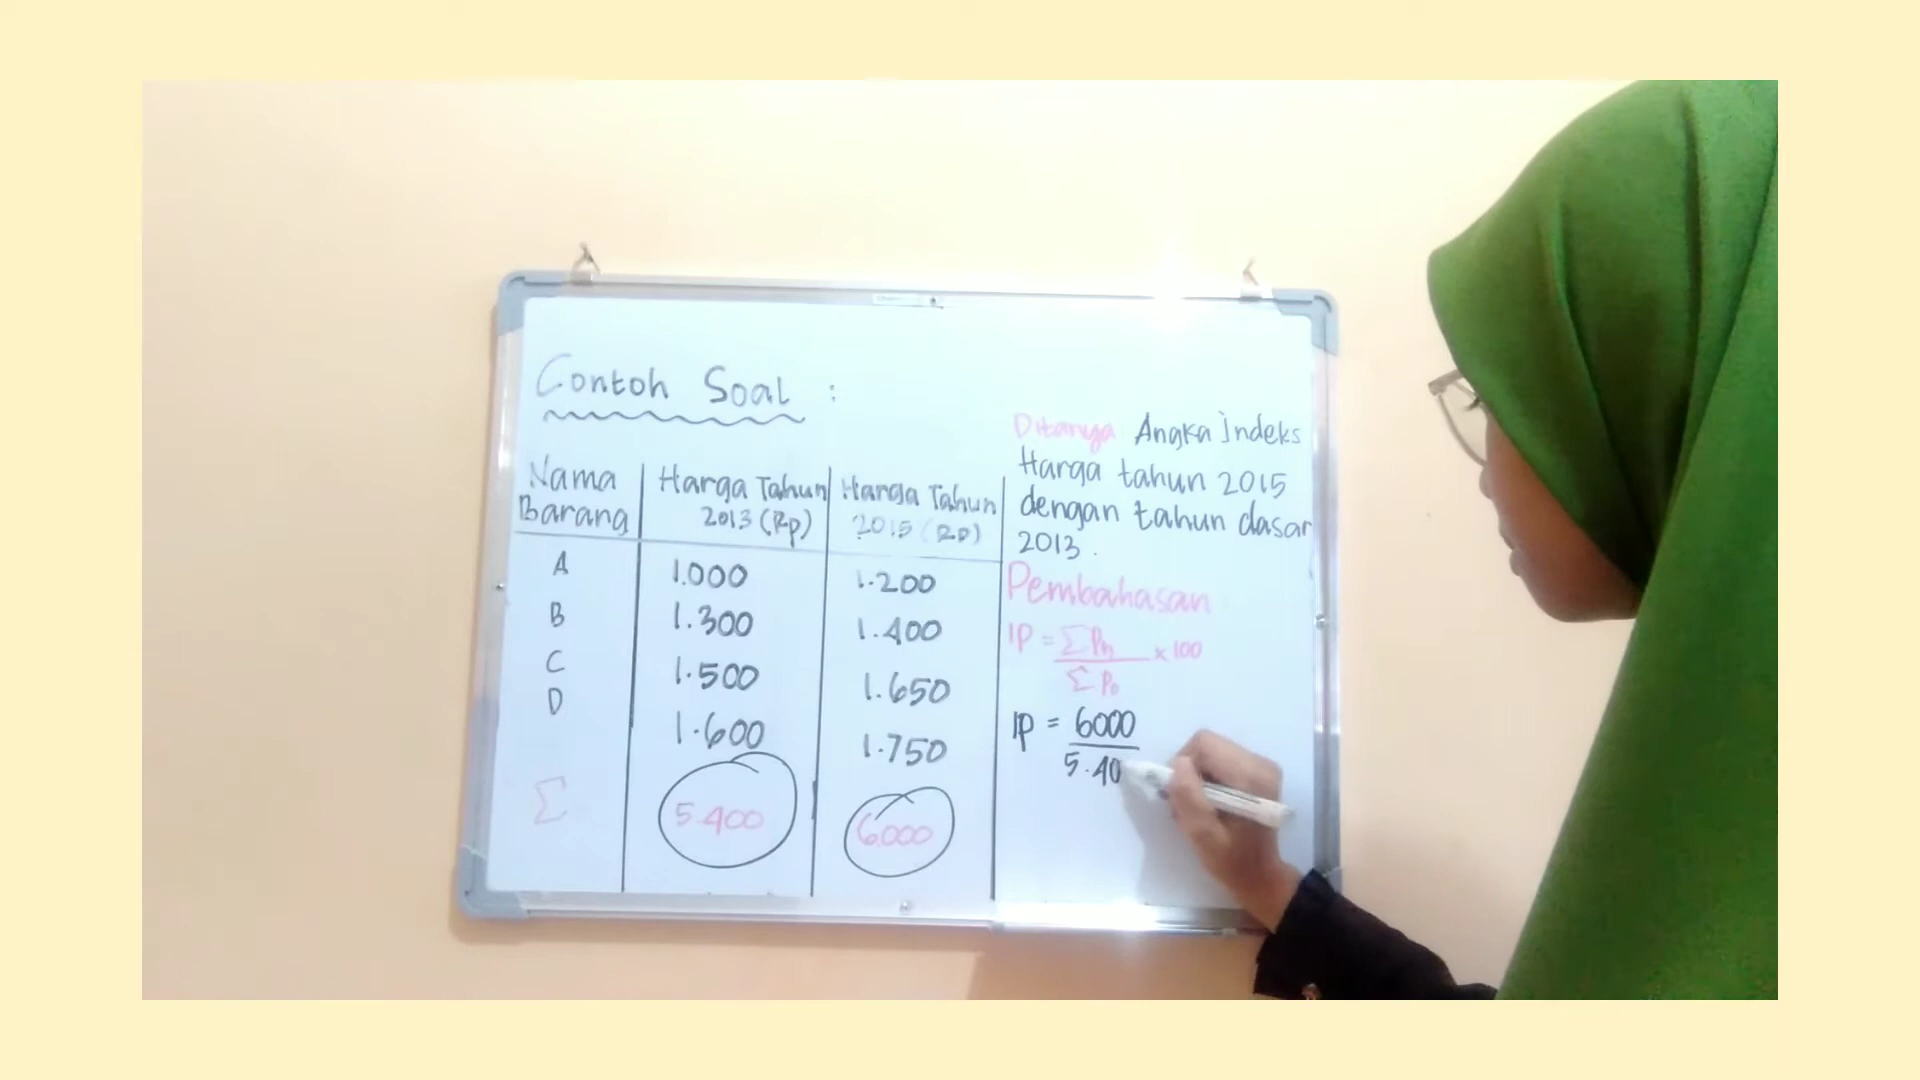 Contoh Soal :
Nama Barang
Harga Tahun 2013 (Rp)
Harga Tahun 2015 (Rp)
A 1.000 1.200
B 1.300 1.400
C 1.500 1.650
D 1.600 1.750
Σ 5.400 6.000
Ditanya Angka indeks
Harga tahun 2015
dengan tahun dasar
2013.
Pembahasan
IP = ΣPn / ΣPo × 100
IP = 6000 / 5.40